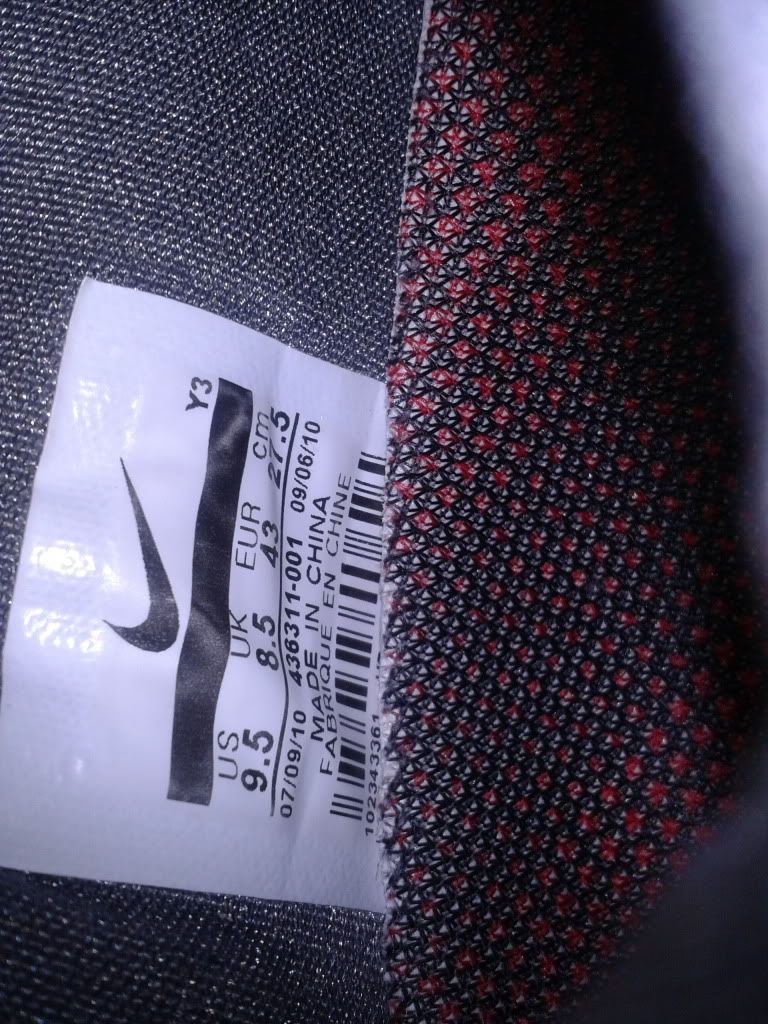 Y3
US UK EUR cm
9.5 8.5 43 27.5
07/09/10 436311-001 09/06/10
MADE IN CHINA
FABRIQUE EN CHINE
102343361